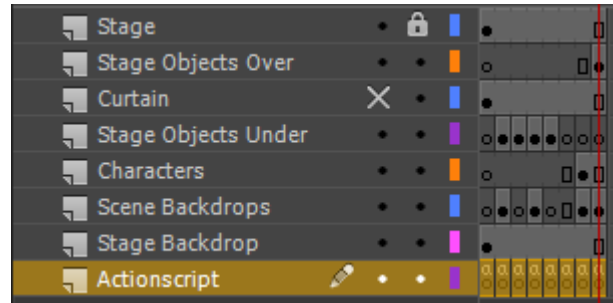 Stage
Stage Objects Over
Curtain
Stage Objects Under
Characters
Scene Backdrops
Stage Backdrop
Actionscript
a a a a a a a a